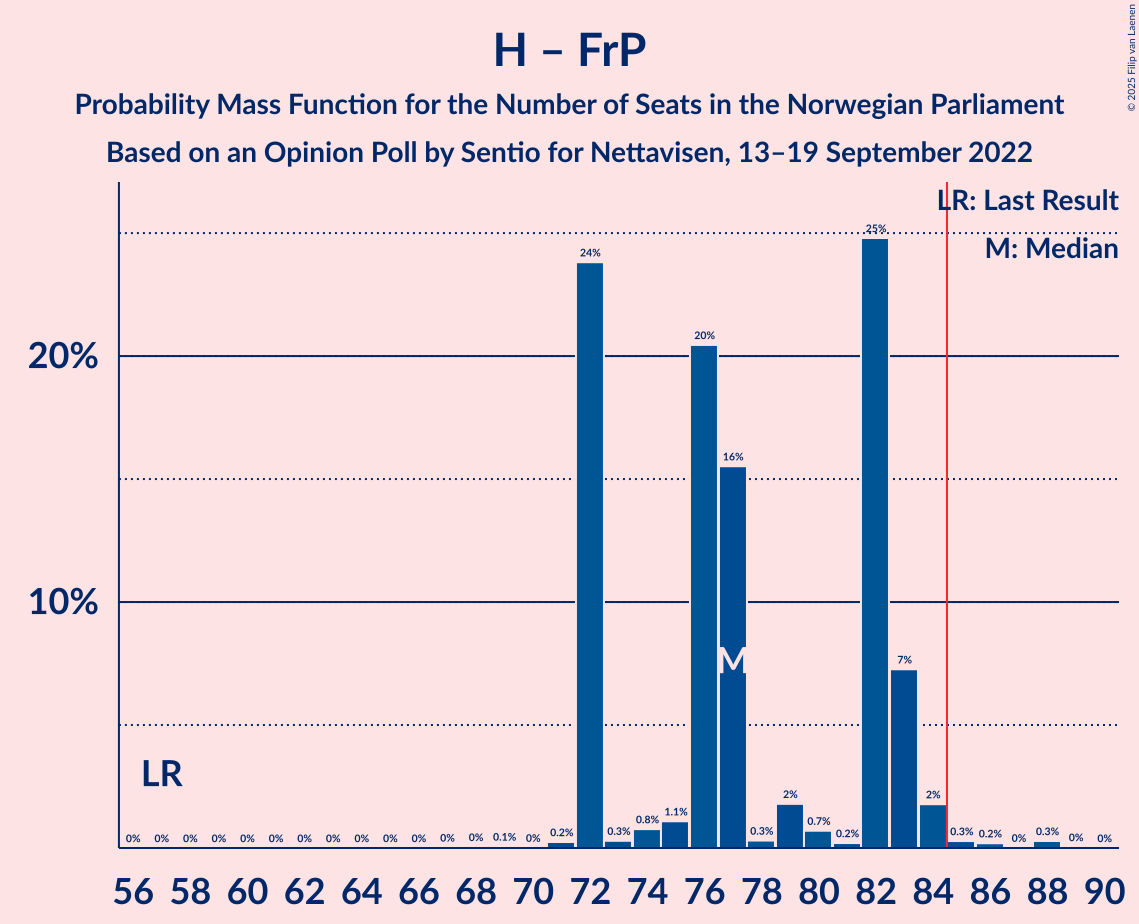 H – FrP
Probability Mass Function for the Number of Seats in the Norwegian Parliament
Based on an Opinion Poll by Sentio for Nettavisen, 13–19 September 2022
© 2025 Filip van Laenen
LR: Last Result
M: Median
20%
10%
LR
M
0% 0% 0% 0% 0% 0% 0% 0% 0% 0% 0% 0% 0% 0.1% 0% 0.2% 24% 0.3% 0.8% 1.1% 20% 16% 0.3% 2% 0.7% 0.2% 25% 7% 2% 0.3% 0.2% 0% 0.3% 0% 0%
56 58 60 62 64 66 68 70 72 74 76 78 80 82 84 86 88 90